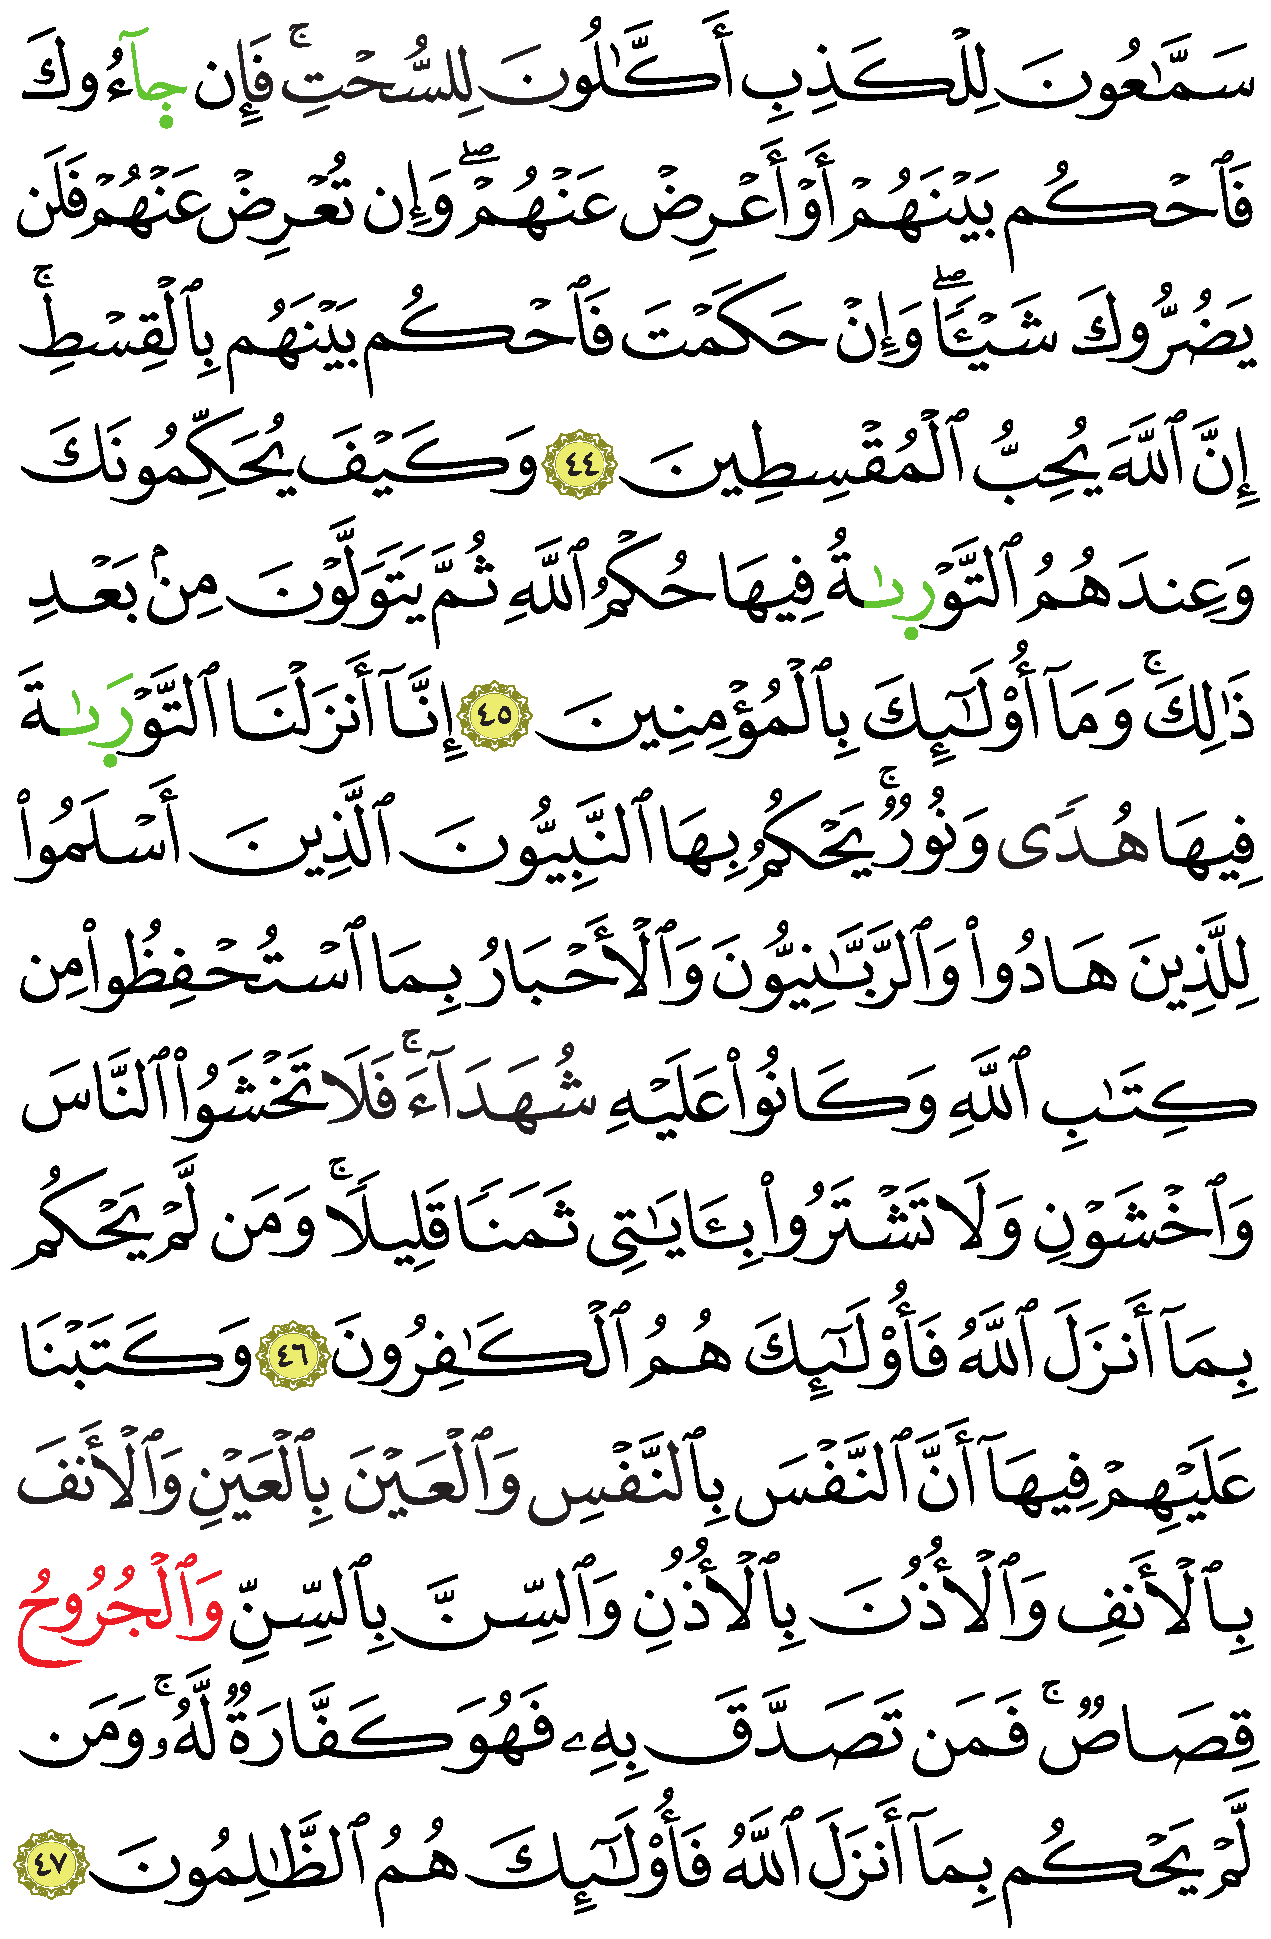 سَمَّٰعُونَ لِلۡكَذِبِ أَكَّٰلُونَ لِلسُّحۡتِۚ فَإِن جَآءُوكَ
فَٱحۡكُم بَيۡنَهُمۡ أَوۡ أَعۡرِضۡ عَنۡهُمۡۖ وَإِن تُعۡرِضۡ عَنۡهُمۡ فَلَن
يَضُرُّوكَ شَيۡـٔٗاۖ وَإِنۡ حَكَمۡتَ فَٱحۡكُم بَيۡنَهُم بِٱلۡقِسۡطِۚ
إِنَّ ٱللَّهَ يُحِبُّ ٱلۡمُقۡسِطِينَ ٤٤ وَكَيۡفَ يُحَكِّمُونَكَ
وَعِندَهُمُ ٱلتَّوۡرىٰةُ فِيهَا حُكۡمُ ٱللَّهِ ثُمَّ يَتَوَلَّوۡنَ مِنۢ بَعۡدِ
ذَٰلِكَۚ وَمَآ أُوْلَٰٓئِكَ بِٱلۡمُؤۡمِنِينَ ٤٥ إِنَّآ أَنزَلۡنَا ٱلتَّوۡرَىٰةَ
فِيهَا هُدٗى وَنُورٞۚ يَحۡكُمُ بِهَا ٱلنَّبِيُّونَ ٱلَّذِينَ أَسۡلَمُواْ
لِلَّذِينَ هَادُواْ وَٱلرَّبَّٰنِيُّونَ وَٱلۡأَحۡبَارُ بِمَا ٱسۡتُحۡفِظُواْ مِن
كِتَٰبِ ٱللَّهِ وَكَانُواْ عَلَيۡهِ شُهَدَآءَۚ فَلَا تَخۡشَوُاْ ٱلنَّاسَ
وَٱخۡشَوۡنِ وَلَا تَشۡتَرُواْ بِـَٔايَٰتِي ثَمَنٗا قَلِيلٗاۚ وَمَن لَّمۡ يَحۡكُم
بِمَآ أَنزَلَ ٱللَّهُ فَأُوْلَٰٓئِكَ هُمُ ٱلۡكَٰفِرُونَ ٤٦ وَكَتَبۡنَا
عَلَيۡهِمۡ فِيهَآ أَنَّ ٱلنَّفۡسَ بِٱلنَّفۡسِ وَٱلۡعَيۡنَ بِٱلۡعَيۡنِ وَٱلۡأَنفَ
بِٱلۡأَنفِ وَٱلۡأُذُنَ بِٱلۡأُذُنِ وَٱلسِّنَّ بِٱلسِّنِّ وَٱلۡجُرُوحُ
قِصَاصٞۚ فَمَن تَصَدَّقَ بِهِۦ فَهُوَ كَفَّارَةٞ لَّهُۥۚ وَمَن
لَّمۡ يَحۡكُم بِمَآ أَنزَلَ ٱللَّهُ فَأُوْلَٰٓئِكَ هُمُ ٱلظَّٰلِمُونَ ٤٧